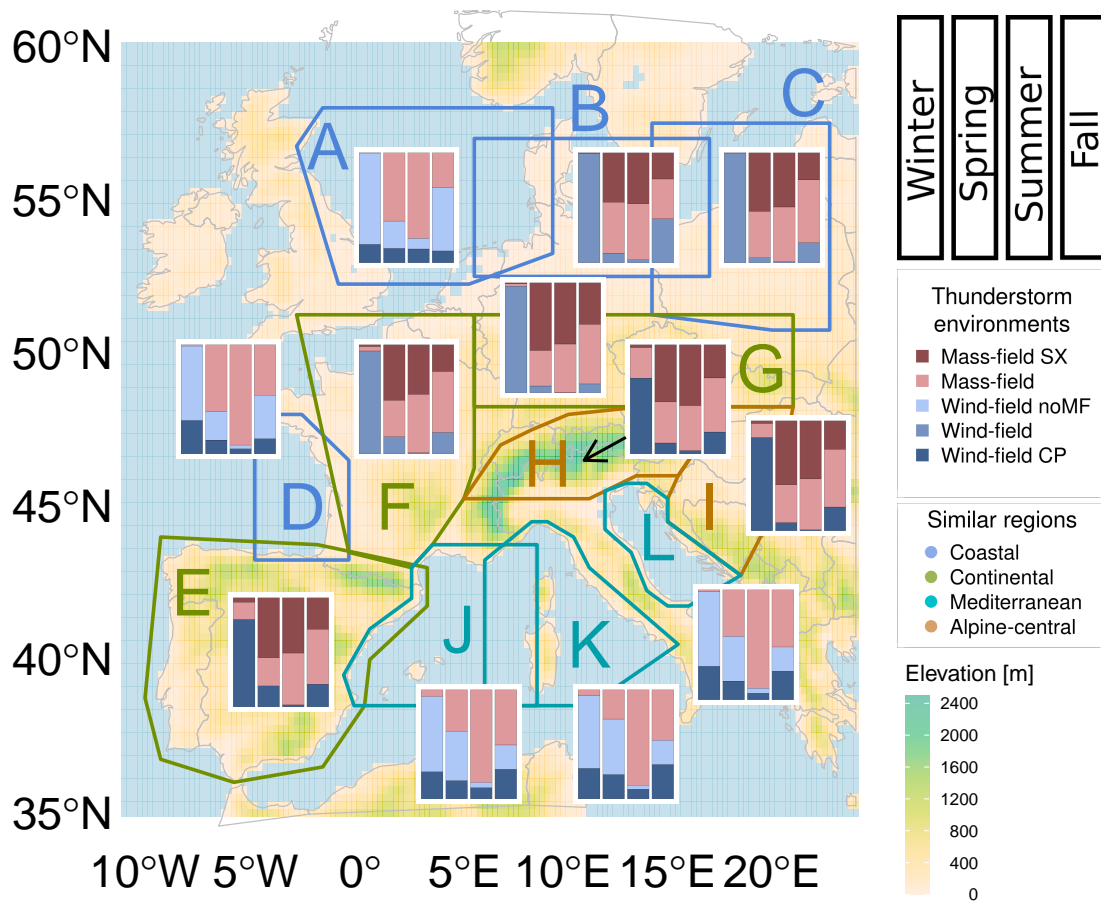 60°N
55°N
50°N
45°N
40°N
35°N
10°W
5°W
0°
5°E
10°E
15°E
20°E
A
B
C
D
E
F
G
H
I
J
K
L
Winter
Spring
Summer
Fall
Thunderstorm
environments
Mass-field SX
Mass-field
Wind-field noMF
Wind-field
Wind-field CP
Similar regions
Coastal
Continental
Mediterranean
Alpine-central
Elevation [m]
2400
2000
1600
1200
800
400
0